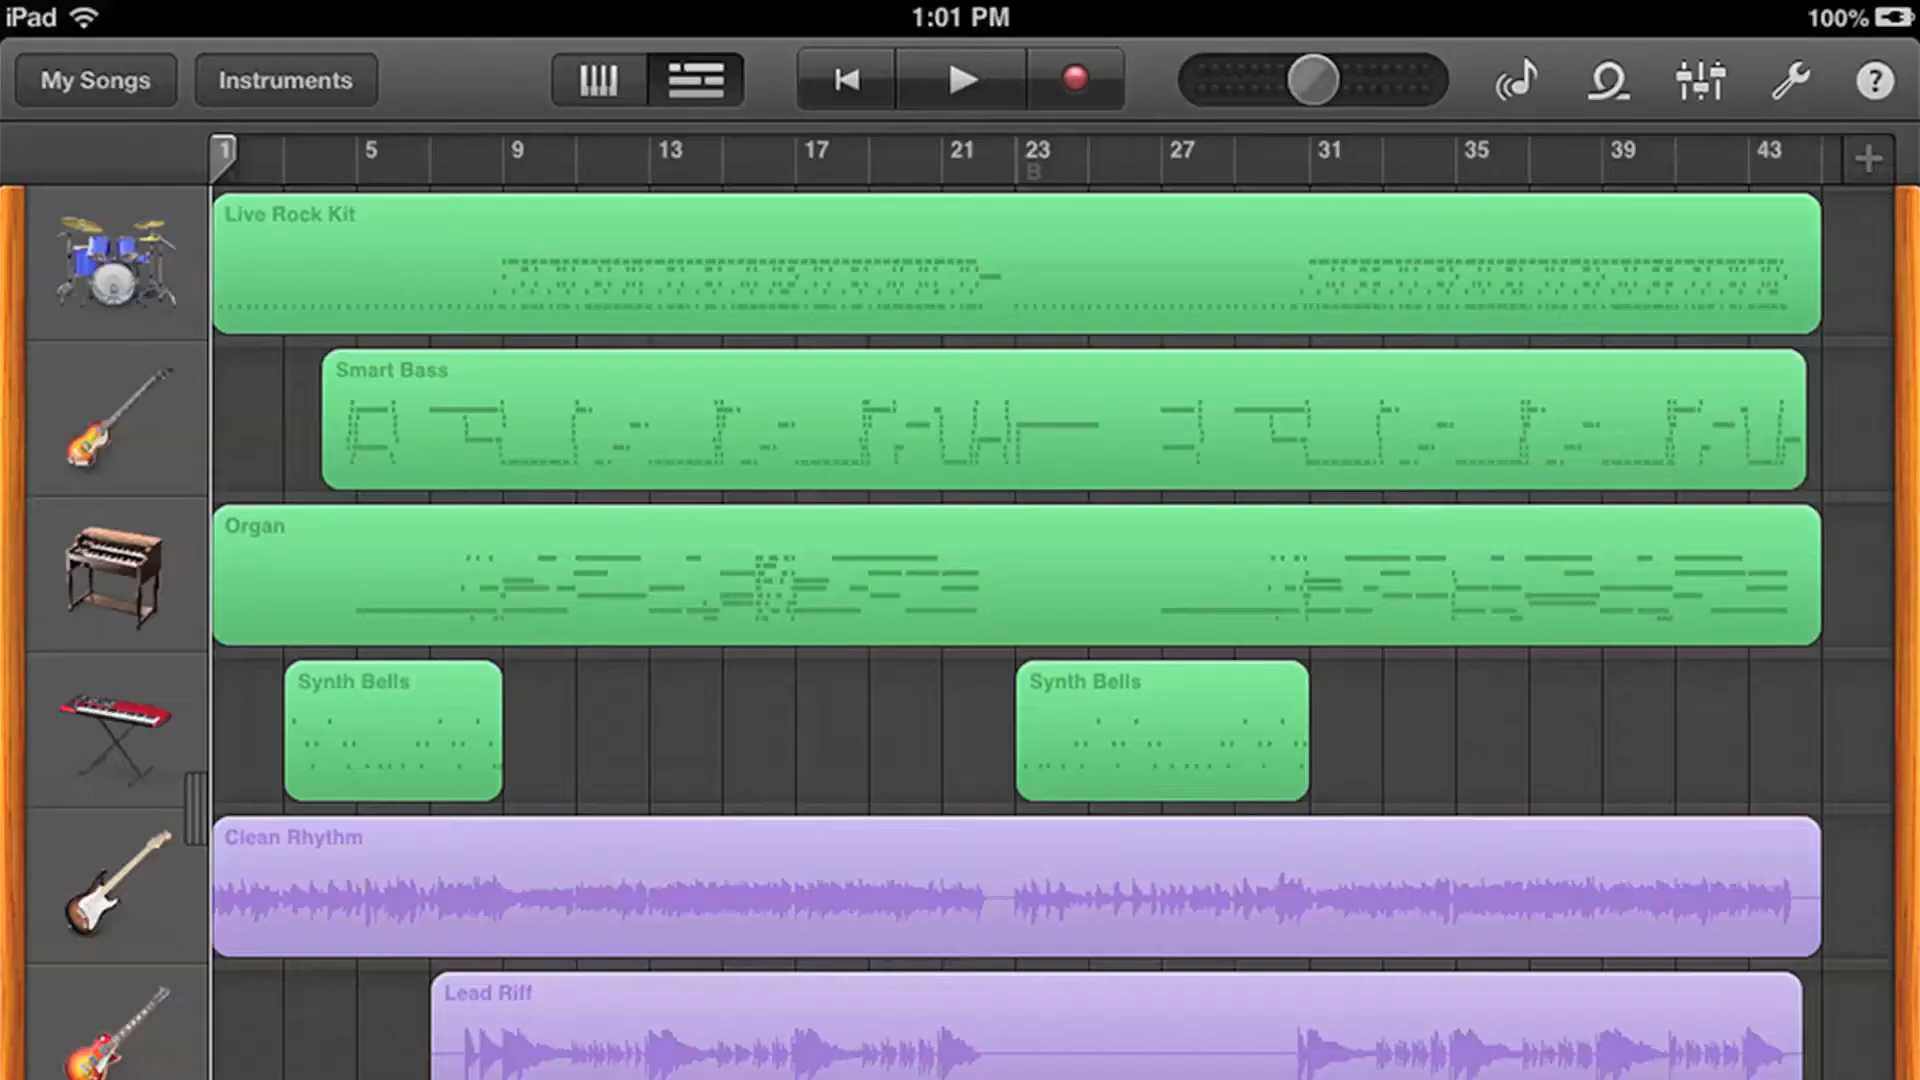 iPad 1:01 PM 100%
My Songs Instruments ?
1 5 9 13 17 21 23 27 31 35 39 43 +
B
Live Rock Kit
Smart Bass
Organ
Synth Bells Synth Bells
Clean Rhythm
Lead Riff